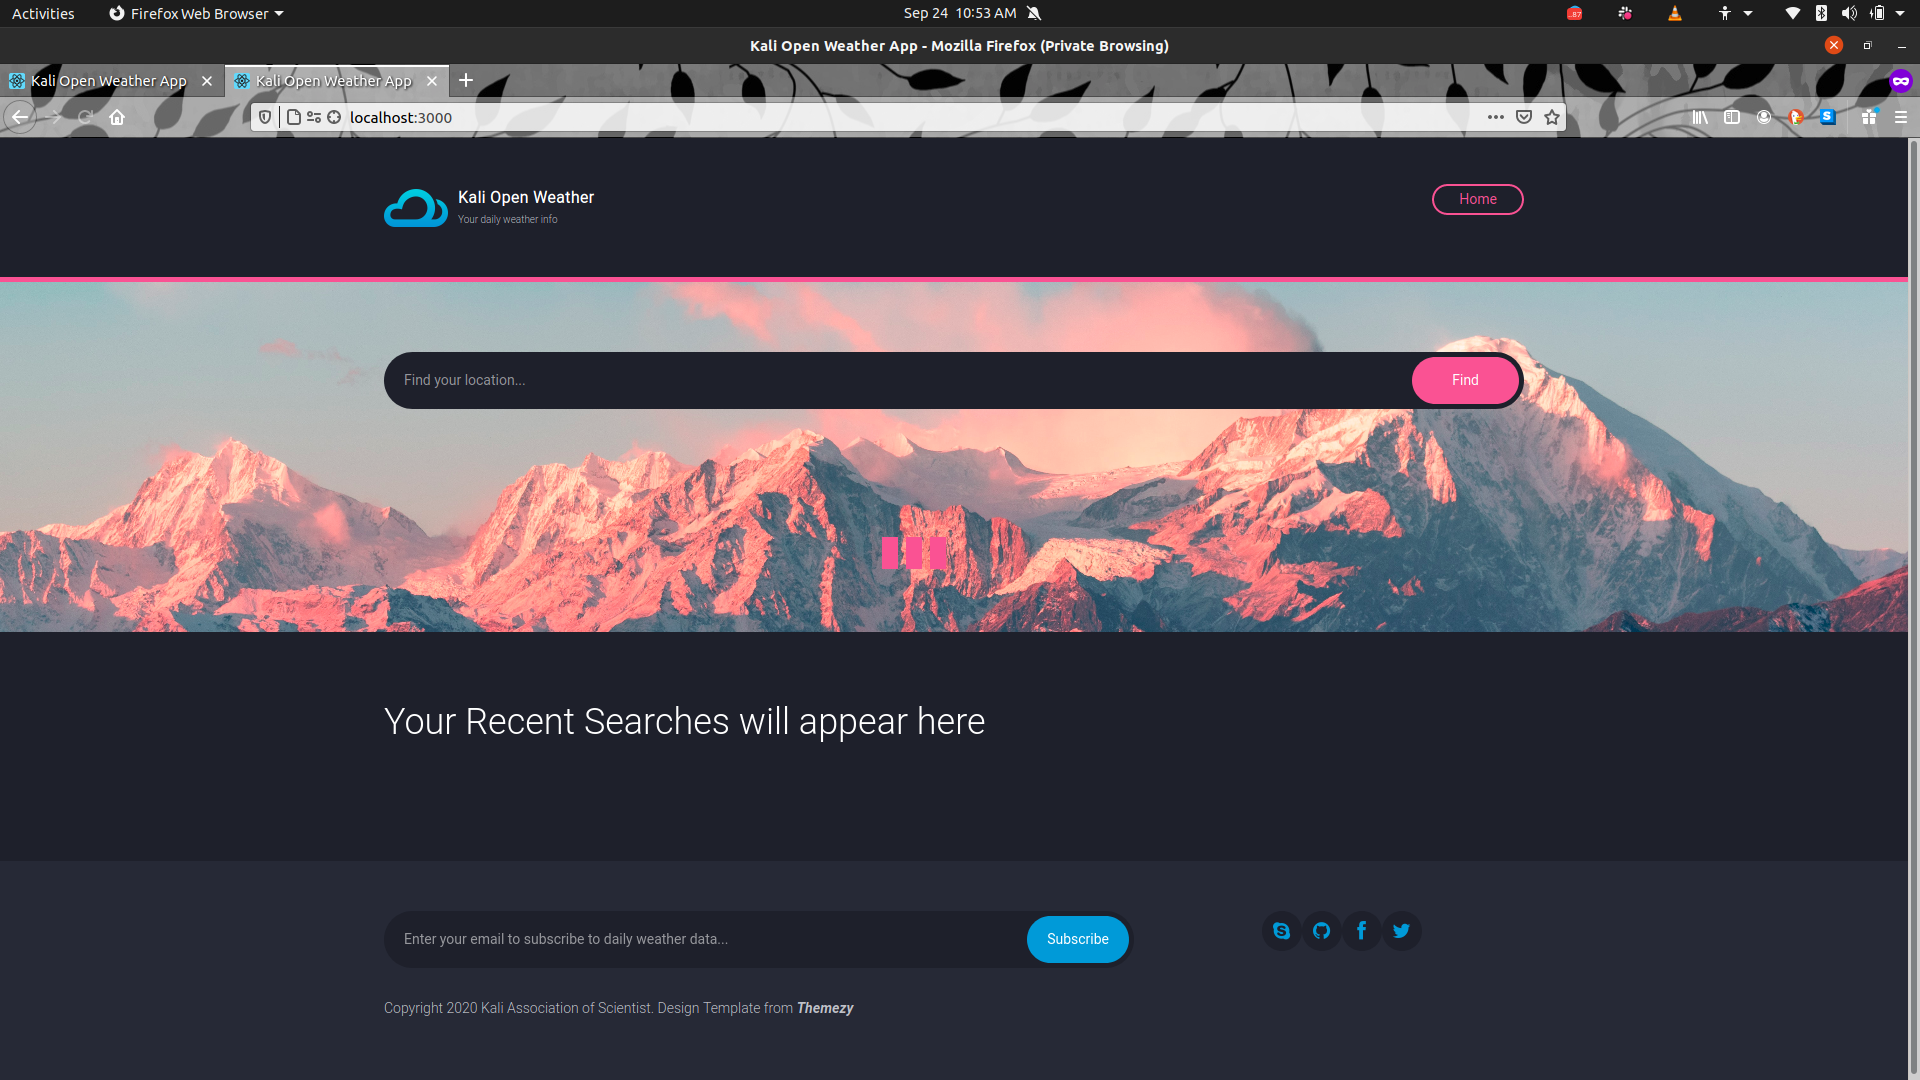 Activities
Firefox Web Browser
Sep 24 10:53 AM
Kali Open Weather App - Mozilla Firefox (Private Browsing)
Kali Open Weather App
Kali Open Weather App
localhost:3000
Kali Open Weather
Your daily weather info
Home
Find your location...
Find
Your Recent Searches will appear here
Enter your email to subscribe to daily weather data...
Subscribe
Copyright 2020 Kali Association of Scientist. Design Template from Themezy